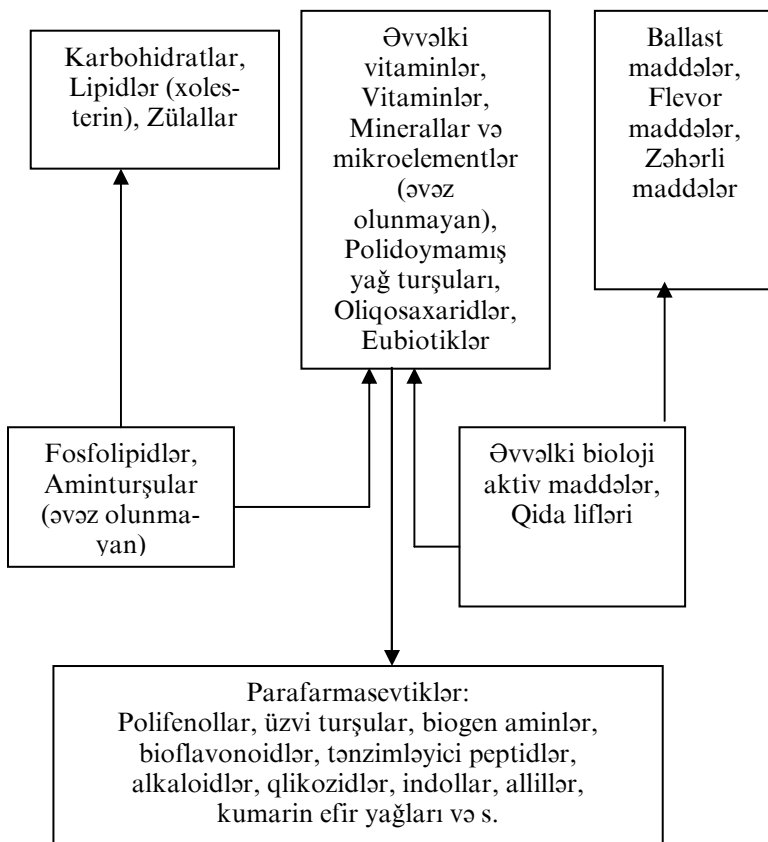 Karbohidratlar,
Lipidlər (xoles-
terin), Zülallar
Əvvəlki
vitaminlər,
Vitaminlər,
Minerallar və
mikroelementlər
(əvəz
olunmayan),
Polidoymamış
yağ turşuları,
Oliqosaxaridlər,
Eubiotiklər
Ballast
maddələr,
Flevor
maddələr,
Zəhərli
maddələr
Fosfolipidlər,
Aminturşular
(əvəz olunma-
yan)
Əvvəlki bioloji
aktiv maddələr,
Qida lifləri
Parafarmasevtiklər:
Polifenollar, üzvi turşular, biogen aminlər,
bioflavonoidlər, tənzimləyici peptidlər,
alkaloidlər, qlikozidlər, indollar, allillər,
kumarin efir yağları və s.